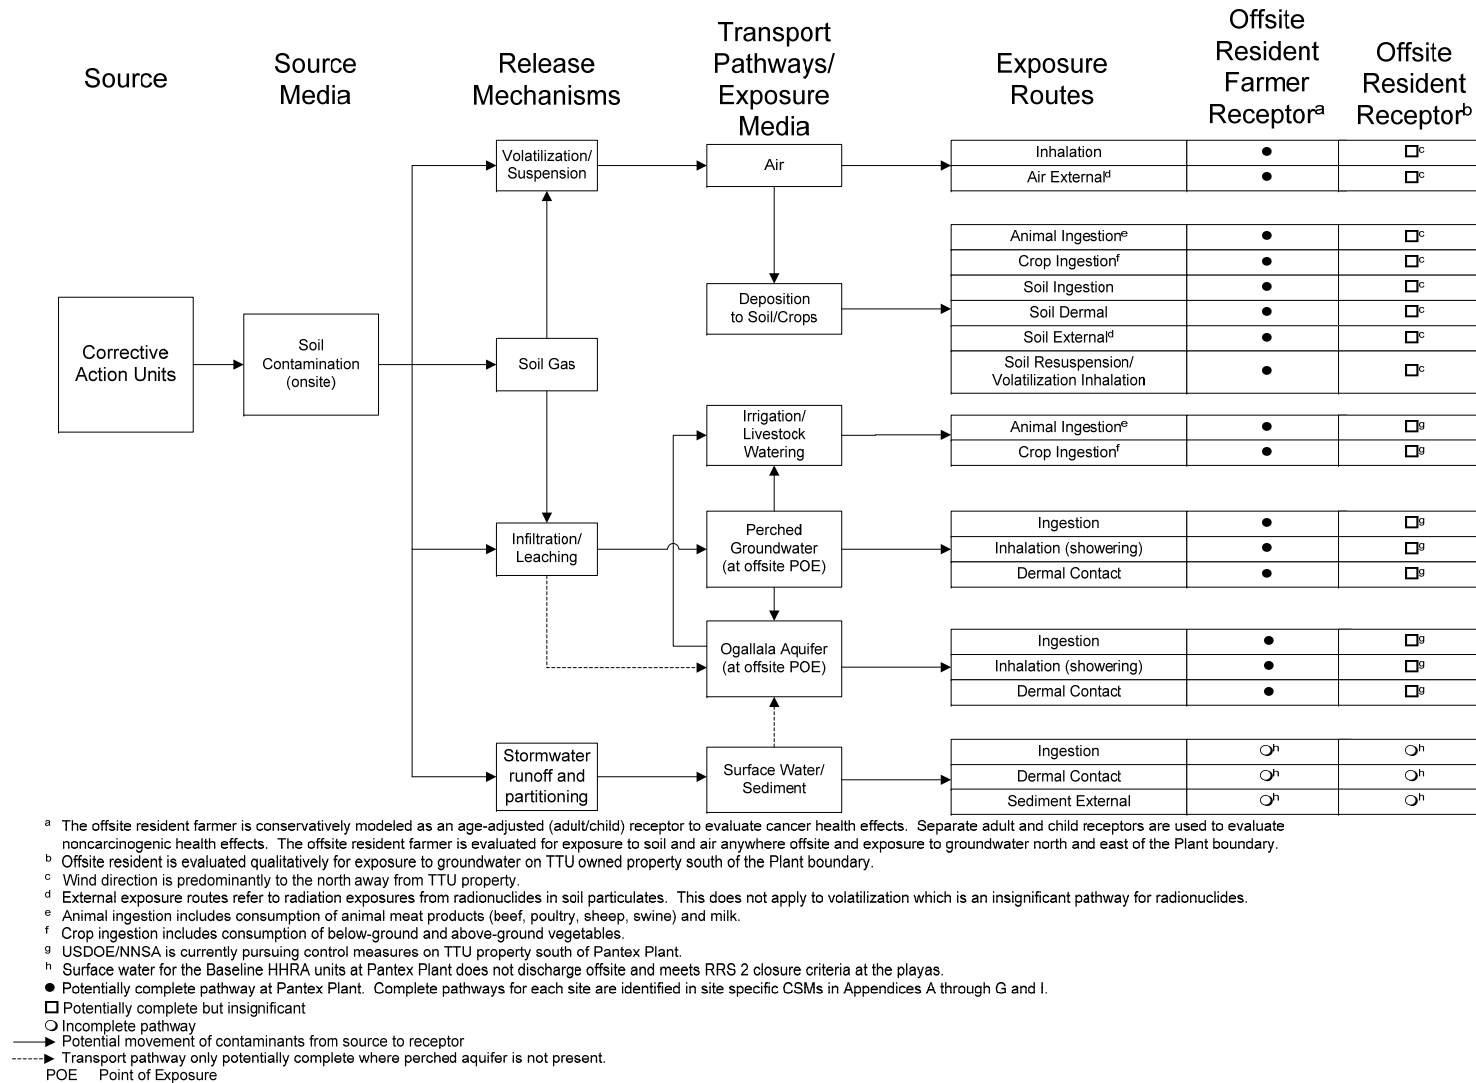 Source
Source
Media
Release
Mechanisms
Transport
Pathways/
Exposure
Media
Exposure
Routes
Offsite
Resident
Farmer
Receptorᵃ
Offsite
Resident
Receptorᵇ
Corrective
Action Units
Soil
Contamination
(onsite)
Volatilization/
Suspension
Soil Gas
Infiltration/
Leaching
Stormwater
runoff and
partitioning
Air
Deposition
to Soil/Crops
Irrigation/
Livestock
Watering
Perched
Groundwater
(at offsite POE)
Ogallala Aquifer
(at offsite POE)
Surface Water/
Sediment
Inhalation ● □ᶜ
Air Externalᵈ ● □ᶜ
Animal Ingestionᵉ ● □ᶜ
Crop Ingestionᶠ ● □ᶜ
Soil Ingestion ● □ᶜ
Soil Dermal ● □ᶜ
Soil Externalᵈ ● □ᶜ
Soil Resuspension/
Volatilization Inhalation ● □ᶜ
Animal Ingestionᵉ ● □ᵍ
Crop Ingestionᶠ ● □ᵍ
Ingestion ● □ᵍ
Inhalation (showering) ● □ᵍ
Dermal Contact ● □ᵍ
Ingestion ● □ᵍ
Inhalation (showering) ● □ᵍ
Dermal Contact ● □ᵍ
Ingestion ○ʰ ○ʰ
Dermal Contact ○ʰ ○ʰ
Sediment External ○ʰ ○ʰ
ᵃ The offsite resident farmer is conservatively modeled as an age-adjusted (adult/child) receptor to evaluate cancer health effects. Separate adult and child receptors are used to evaluate
noncarcinogenic health effects. The offsite resident farmer is evaluated for exposure to soil and air anywhere offsite and exposure to groundwater north and east of the Plant boundary.
ᵇ Offsite resident is evaluated qualitatively for exposure to groundwater on TTU owned property south of the Plant boundary.
ᶜ Wind direction is predominantly to the north away from TTU property.
ᵈ External exposure routes refer to radiation exposures from radionuclides in soil particulates. This does not apply to volatilization which is an insignificant pathway for radionuclides.
ᵉ Animal ingestion includes consumption of animal meat products (beef, poultry, sheep, swine) and milk.
ᶠ Crop ingestion includes consumption of below-ground and above-ground vegetables.
ᵍ USDOE/NNSA is currently pursuing control measures on TTU property south of Pantex Plant.
ʰ Surface water for the Baseline HHRA units at Pantex Plant does not discharge offsite and meets RRS 2 closure criteria at the playas.
● Potentially complete pathway at Pantex Plant. Complete pathways for each site are identified in site specific CSMs in Appendices A through G and I.
□ Potentially complete but insignificant
○ Incomplete pathway
Potential movement of contaminants from source to receptor
Transport pathway only potentially complete where perched aquifer is not present.
POE Point of Exposure